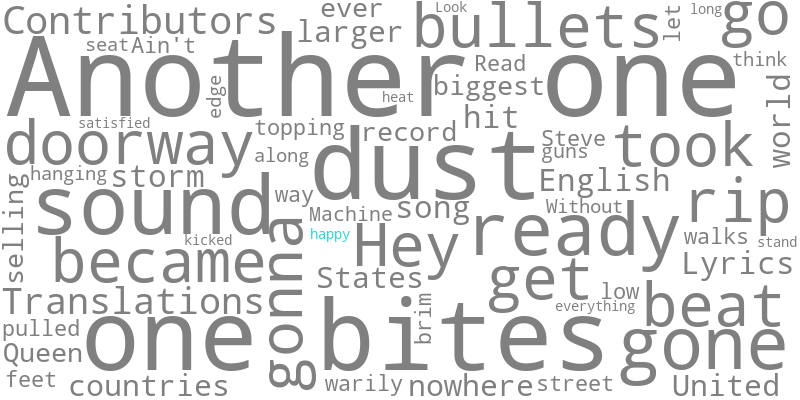 Contributors ever Look larger bullets let long go
seat Ain't
Another one
edge heat Read biggest think
satisfied topping record hit world
doorway along Steve guns took
hanging storm way dust English
selling sound Machine song Without rip
kicked happy Hey ready walks stand
became gonna States get low Lyrics
Translations everything beat
pulled one bites brim gone
Queen
feet countries warily nowhere street United